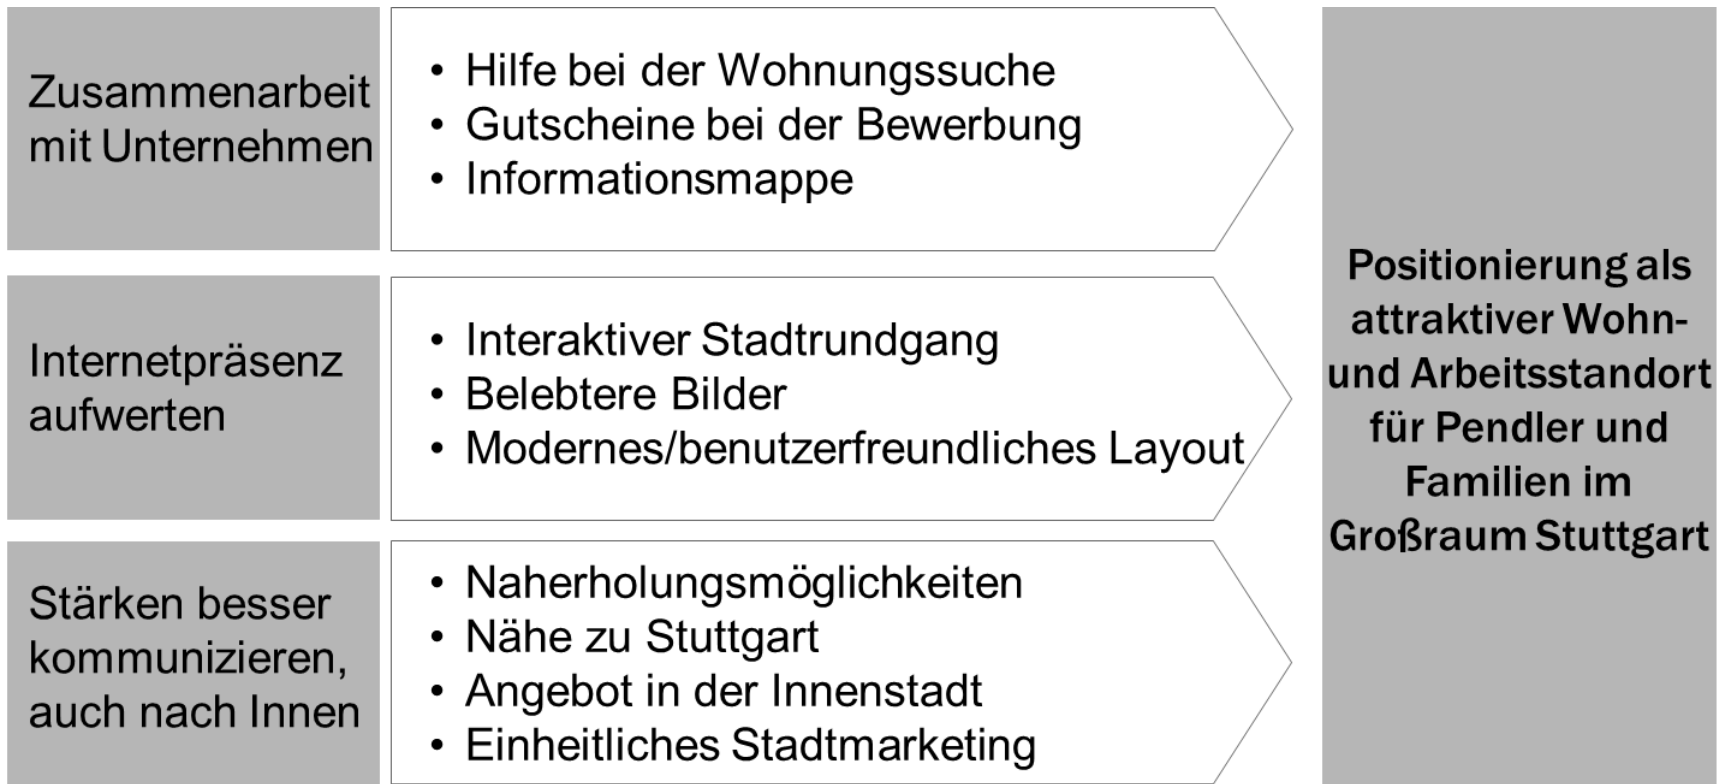 Zusammenarbeit
mit Unternehmen
• Hilfe bei der Wohnungssuche
• Gutscheine bei der Bewerbung
• Informationsmappe
Internetpräsenz
aufwerten
• Interaktiver Stadtrundgang
• Belebtere Bilder
• Modernes/benutzerfreundliches Layout
Stärken besser
kommunizieren,
auch nach Innen
• Naherholungsmöglichkeiten
• Nähe zu Stuttgart
• Angebot in der Innenstadt
• Einheitliches Stadtmarketing
Positionierung als
attraktiver Wohn-
und Arbeitsstandort
für Pendler und
Familien im
Großraum Stuttgart